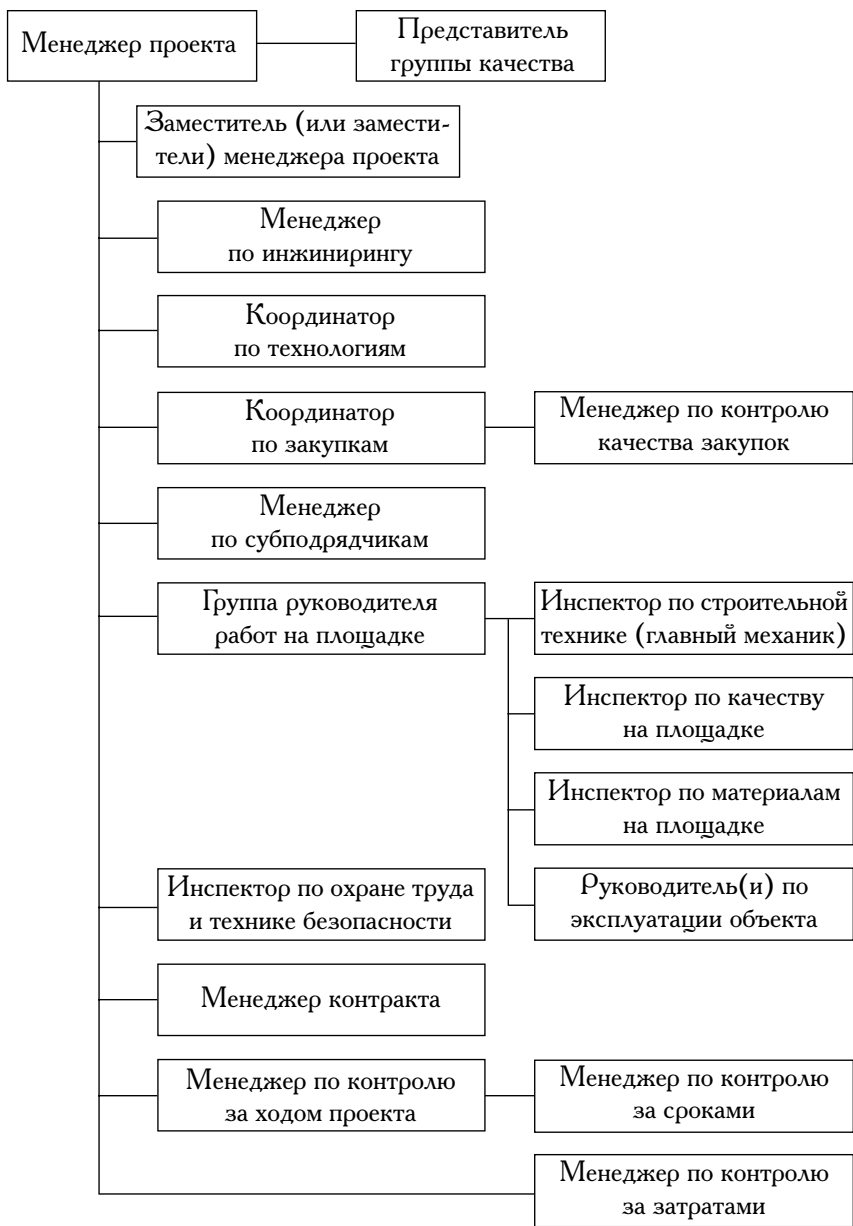 Менеджер проекта
Представитель
группы качества
Заместитель (или замести-
тели) менеджера проекта
Менеджер
по инжинирингу
Координатор
по технологиям
Координатор
по закупкам
Менеджер по контролю
качества закупок
Менеджер
по субподрядчикам
Группа руководителя
работ на площадке
Инспектор по строительной
технике (главный механик)
Инспектор по качеству
на площадке
Инспектор по материалам
на площадке
Инспектор по охране труда
и технике безопасности
Руководитель(и) по
эксплуатации объекта
Менеджер контракта
Менеджер по контролю
за ходом проекта
Менеджер по контролю
за сроками
Менеджер по контролю
за затратами